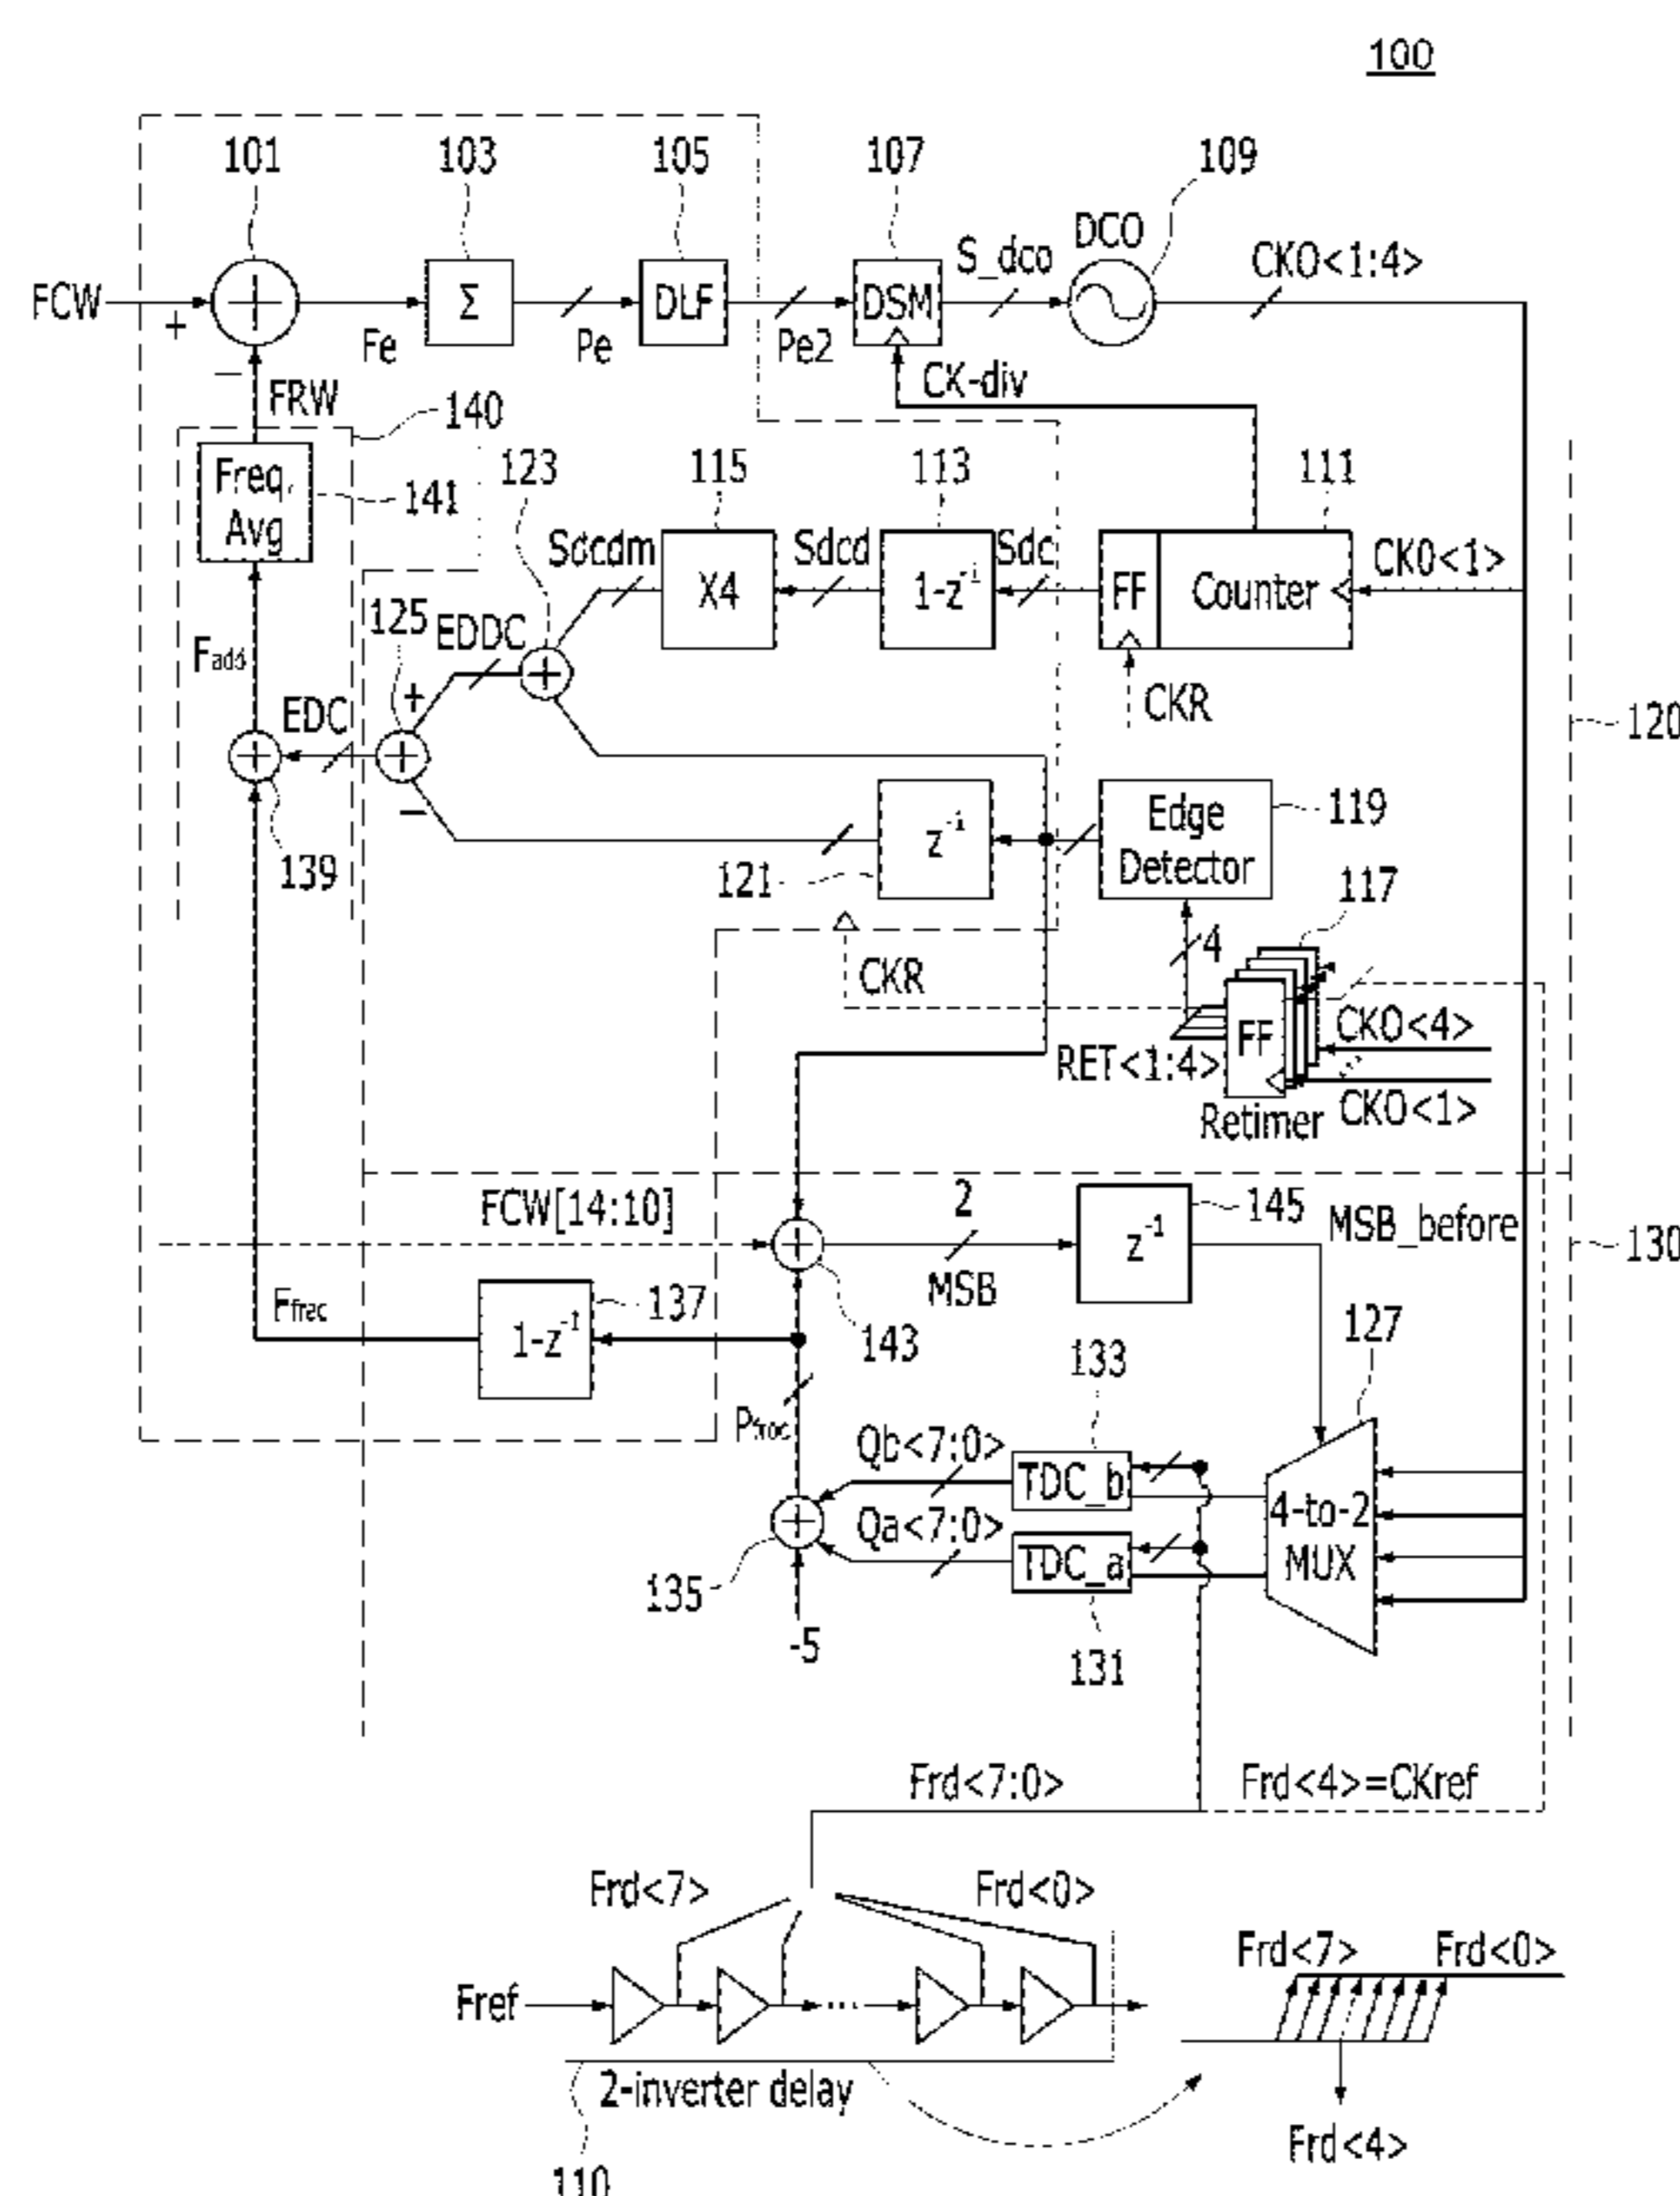 100
101
103
105
107
109
FCW
+
Σ
DLF
DSM
DCO
S_dco
CKO<1:4>
Fe
Pe
Pe2
−
FRW
CK-div
140
Freq.
Avg
141
123
115
113
111
Sdcdm
X4
Sdcd
1-z⁻¹
Sdc
FF
Counter
CKO<1>
Fadd
125
EDDC
+
CKR
120
EDC
139
−
121
z⁻¹
Edge
Detector
119
117
4
CKR
RET<1:4>
FF
CKO<4>
CKO<1>
Retimer
FCW[14:10]
2
MSB
z⁻¹
145
MSB_before
130
Ffrac
1-z⁻¹
137
143
133
127
Pfrac
Qb<7:0>
TDC_b
4-to-2
MUX
Qa<7:0>
TDC_a
135
-5
131
Frd<7:0>
Frd<4>=CKref
Frd<7>
Frd<0>
Fref
...
2-inverter delay
110
Frd<7>
Frd<0>
Frd<4>